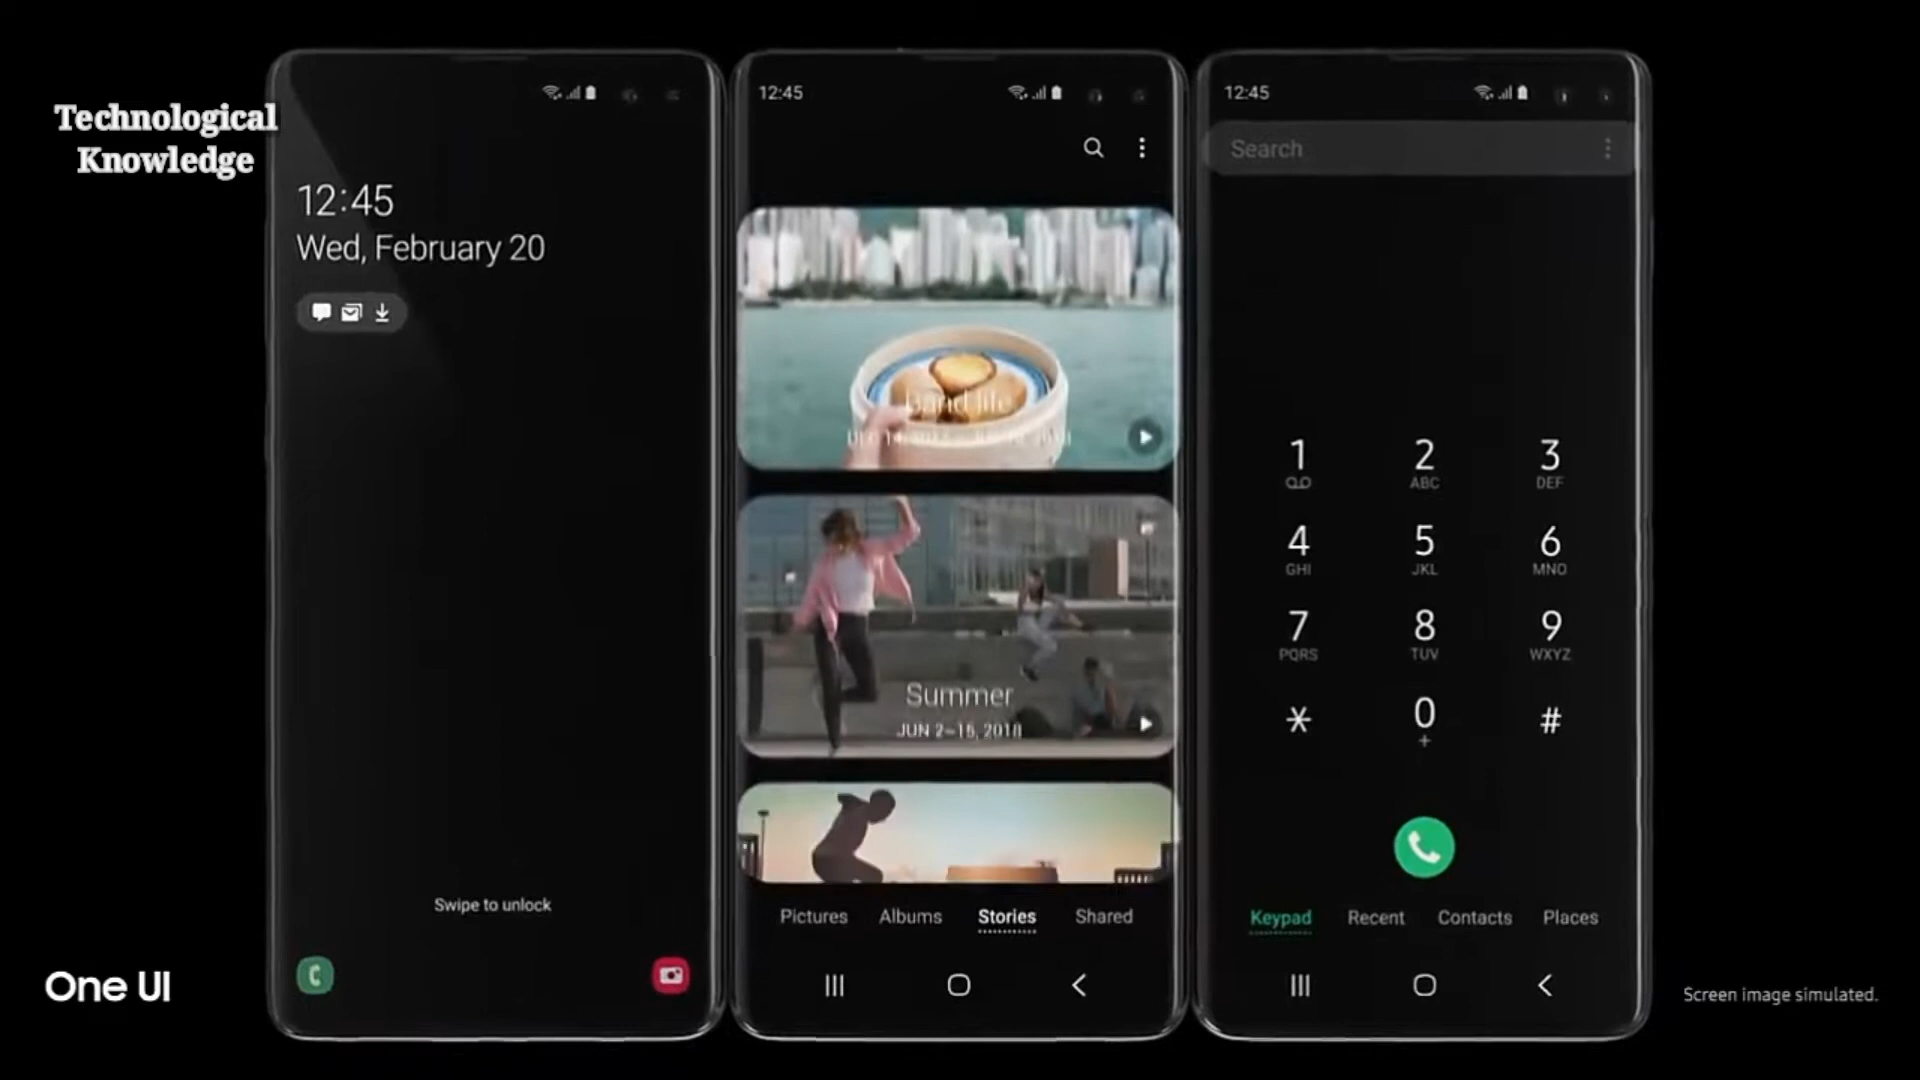 Technological
Knowledge
12:45
Wed, February 20
Swipe to unlock
One UI
12:45
Summer
JUN 2–15, 2018
Pictures Albums Stories Shared
12:45
Search
1 2 3
ABC DEF
4 5 6
GHI JKL MNO
7 8 9
PQRS TUV WXYZ
* 0 #
+
Keypad Recent Contacts Places
Screen image simulated.